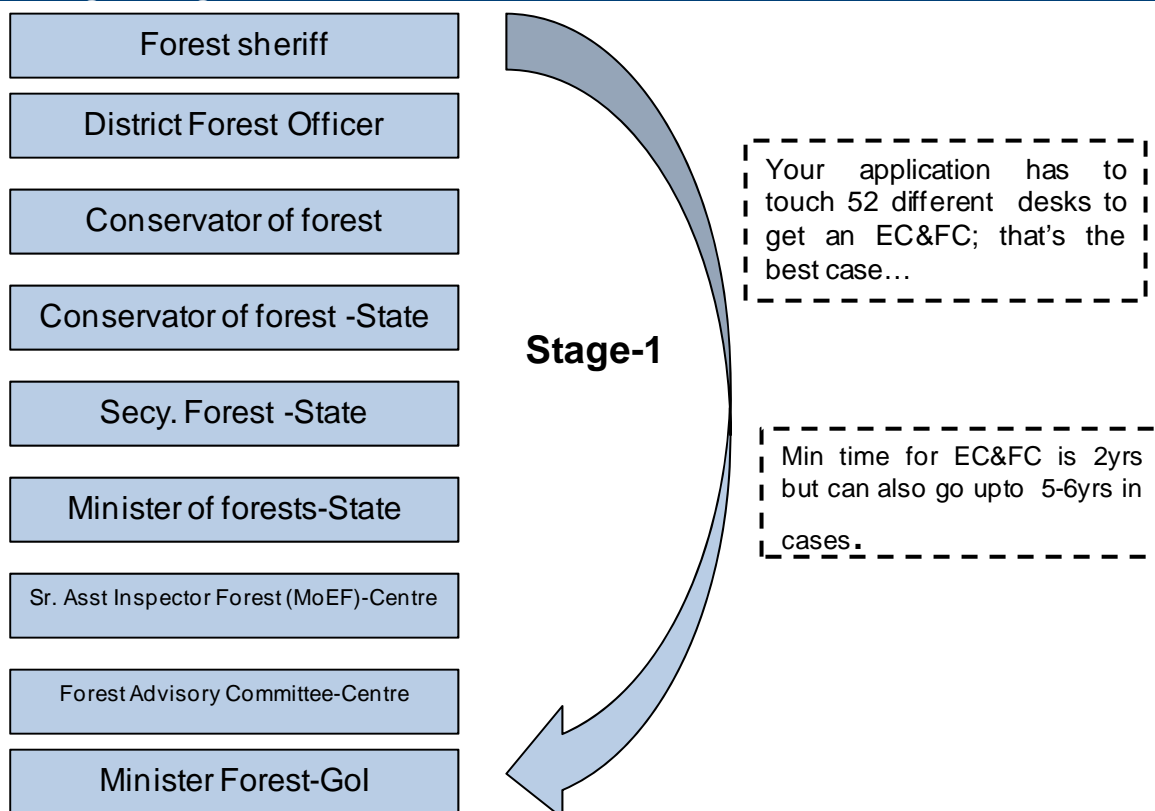 Forest sheriff
District Forest Officer
Conservator of forest
Conservator of forest -State
Secy. Forest -State
Minister of forests-State
Sr. Asst Inspector Forest (MoEF)-Centre
Forest Advisory Committee-Centre
Minister Forest-GoI
Stage-1
Your application has to
touch 52 different desks to
get an EC&FC; that's the
best case…
Min time for EC&FC is 2yrs
but can also go upto 5-6yrs in
cases.